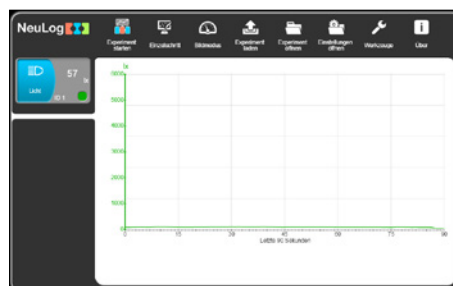 NeuLog
Experiment starten
Einzelschritt
Bildmodus
Experiment laden
Experiment öffnen
Einstellungen öffnen
Werkzeuge
Über
57 lx
Licht
ID 1
lx
6000
5000
4000
3000
2000
1000
0
0 15 30 45 60 75 90
Letzte 90 Sekunden